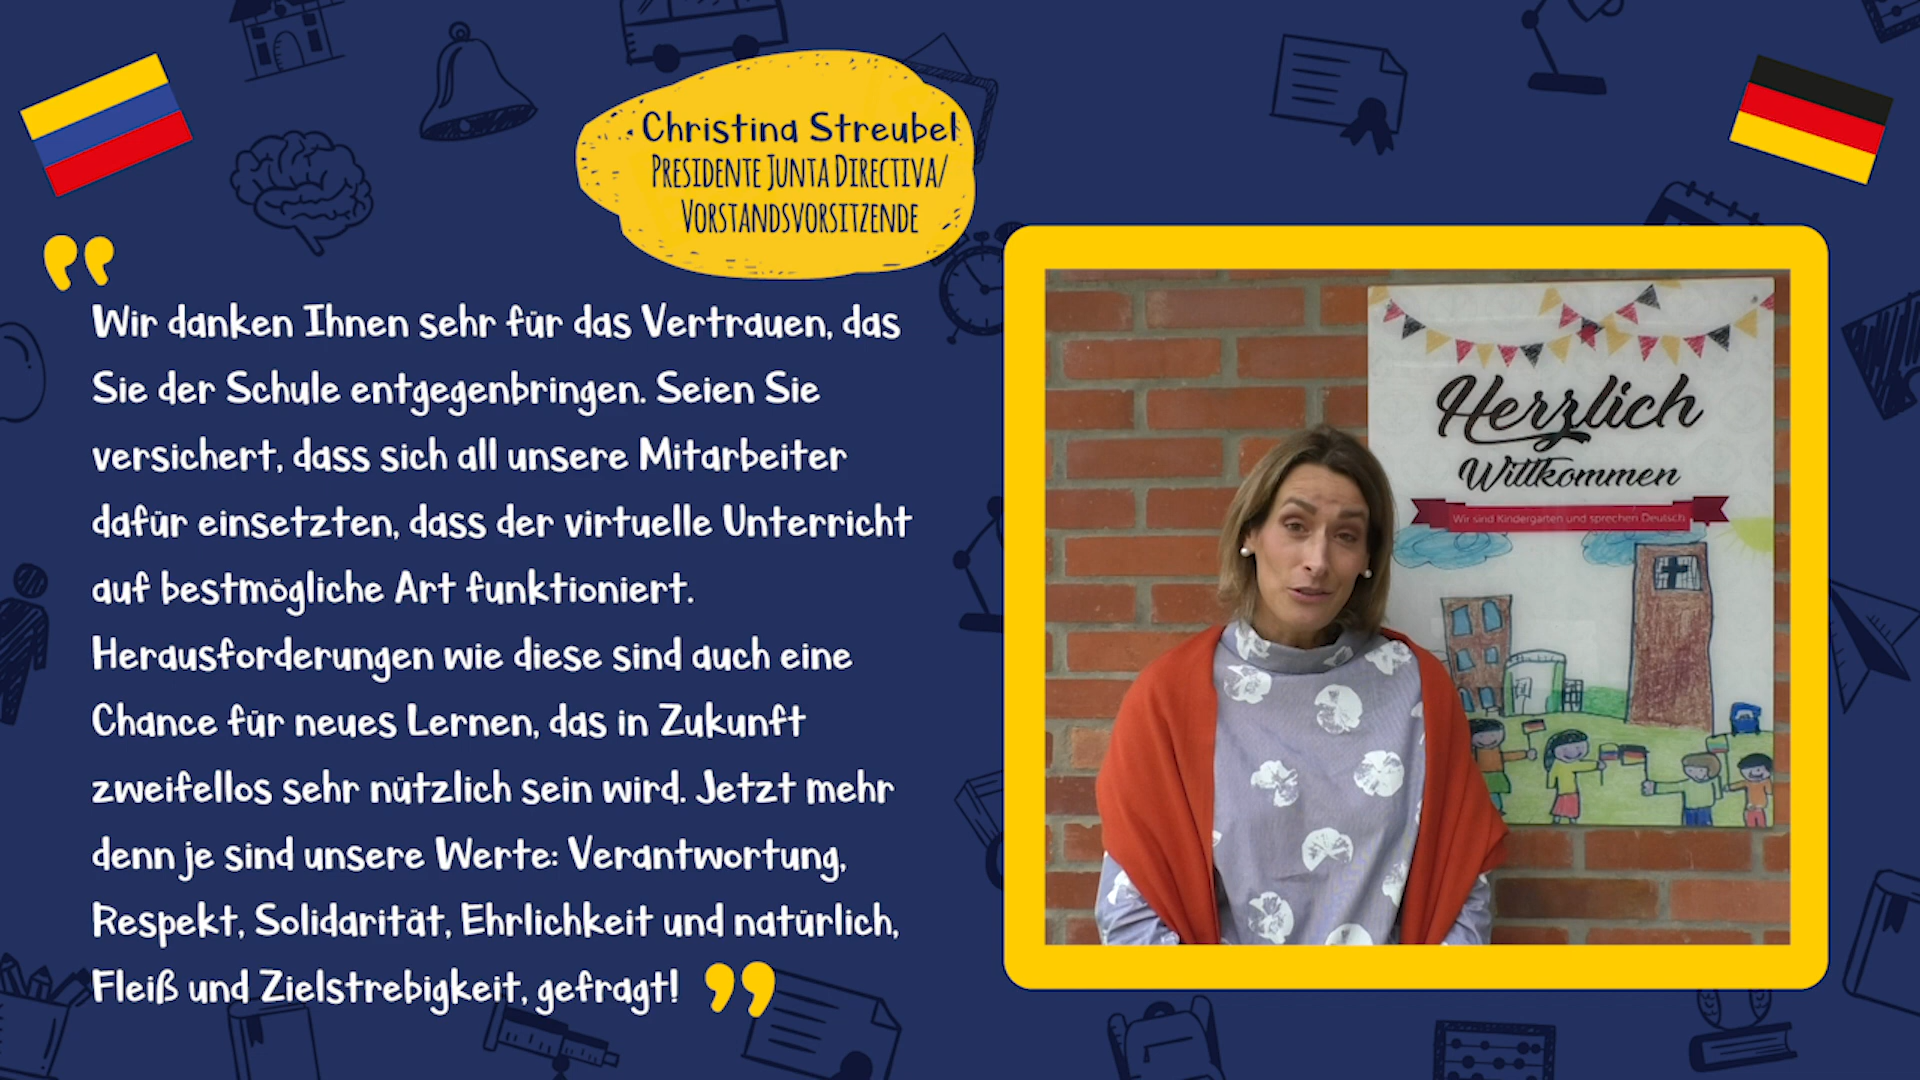 Christina Streubel
Presidente Junta Directiva/
Vorstandsvorsitzende
Wir danken Ihnen sehr für das Vertrauen, das
Sie der Schule entgegenbringen. Seien Sie
versichert, dass sich all unsere Mitarbeiter
dafür einsetzten, dass der virtuelle Unterricht
auf bestmögliche Art funktioniert.
Herausforderungen wie diese sind auch eine
Chance für neues Lernen, das in Zukunft
zweifellos sehr nützlich sein wird. Jetzt mehr
denn je sind unsere Werte: Verantwortung,
Respekt, Solidarität, Ehrlichkeit und natürlich,
Fleiß und Zielstrebigkeit, gefragt!
Herzlich
Willkommen
Wir sind Kindergarten und sprechen Deutsch